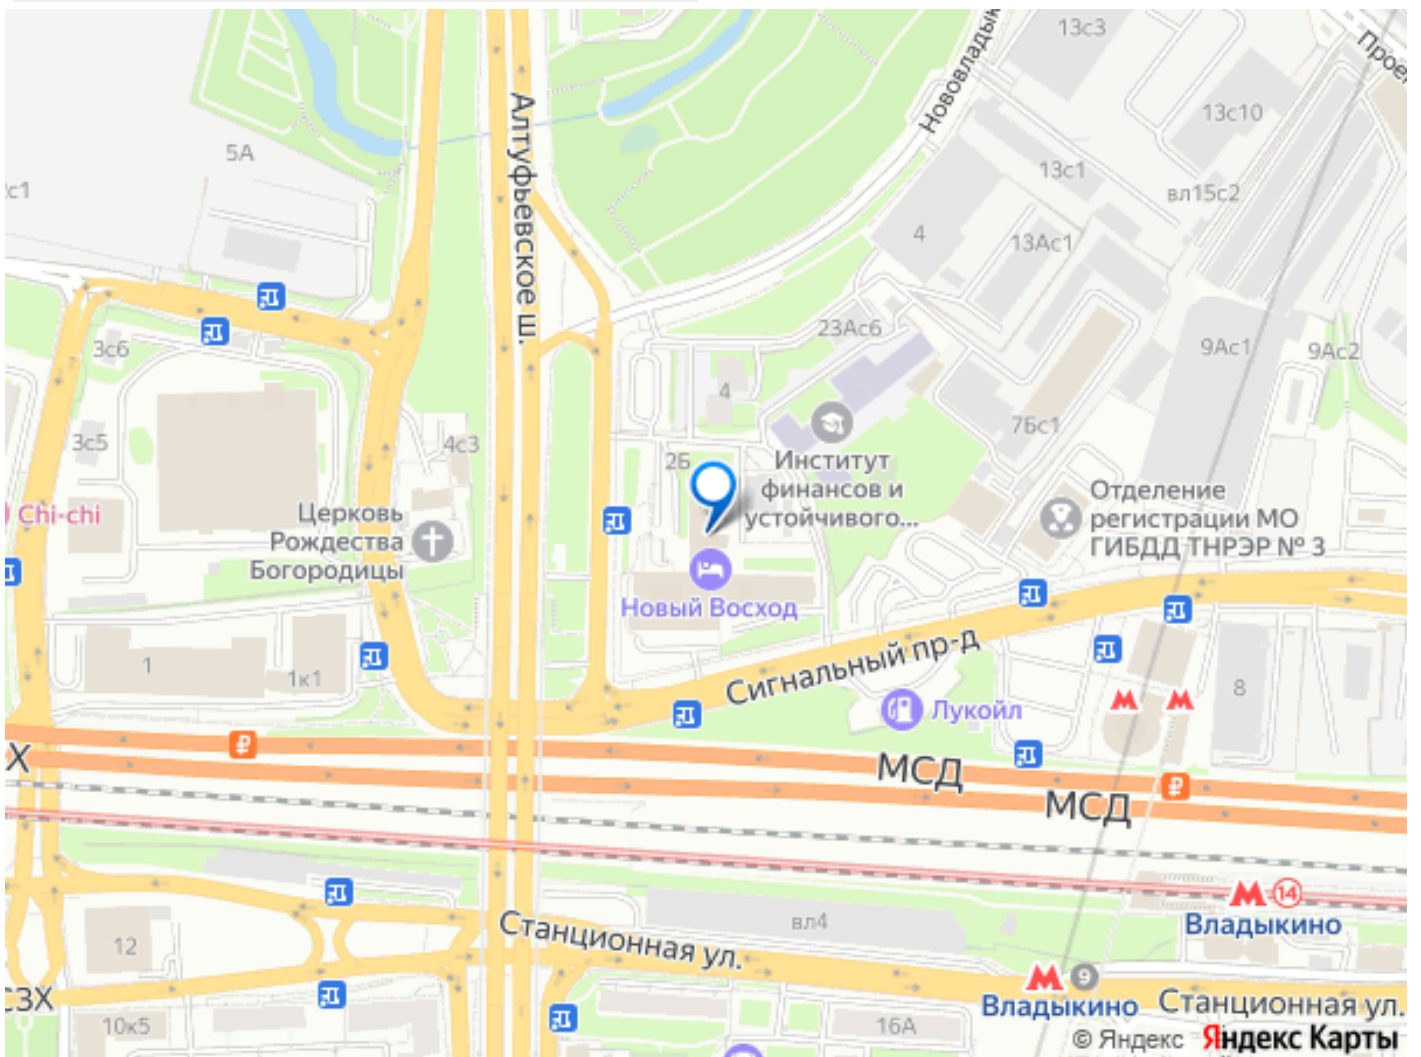 13с3
Проез
Нововладык
13с10
Алтуфьевское ш.
5А
13с1
с1
вл15с2
4
13Ас1
23Ас6
9Ас1
9Ас2
3с6
4
7Бс1
3с5
4с3
2Б
Институт
финансов и
устойчивого...
Отделение
регистрации МО
ГИБДД ТНРЭР № 3
Chi-chi
Церковь
Рождества
Богородицы
Новый Восход
Сигнальный пр-д
1
1к1
8
Лукойл
М
М
Х
₽
МСД
МСД
₽
М 14
Владыкино
вл4
Станционная ул.
12
М 9
Владыкино
Станционная ул.
СЗХ
10к5
16А
© Яндекс Яндекс Карты